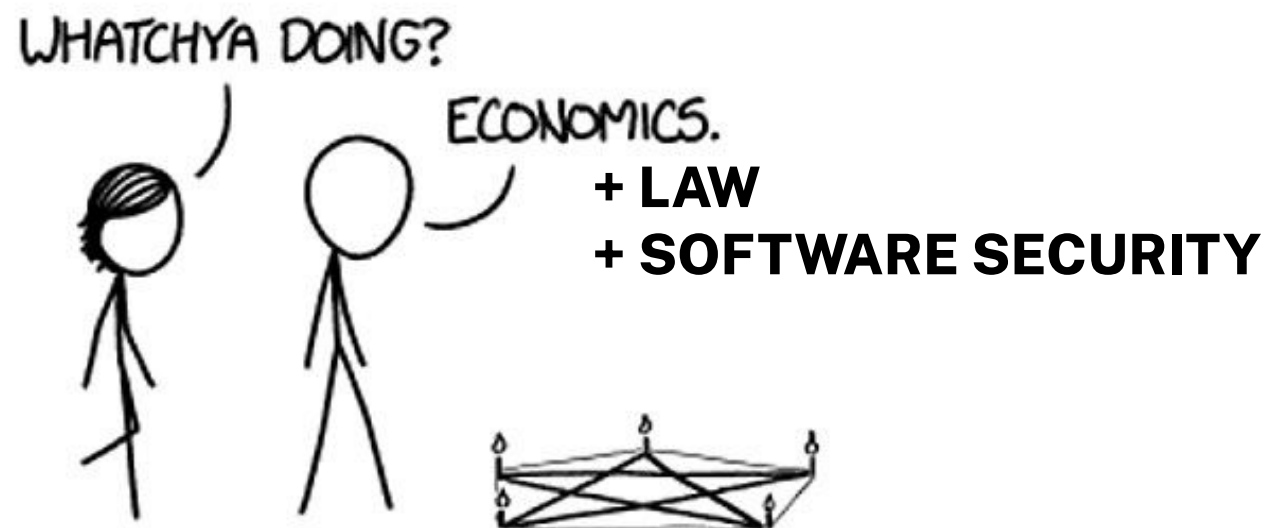 WHATCHYA DOING?
ECONOMICS.
+ LAW
+ SOFTWARE SECURITY